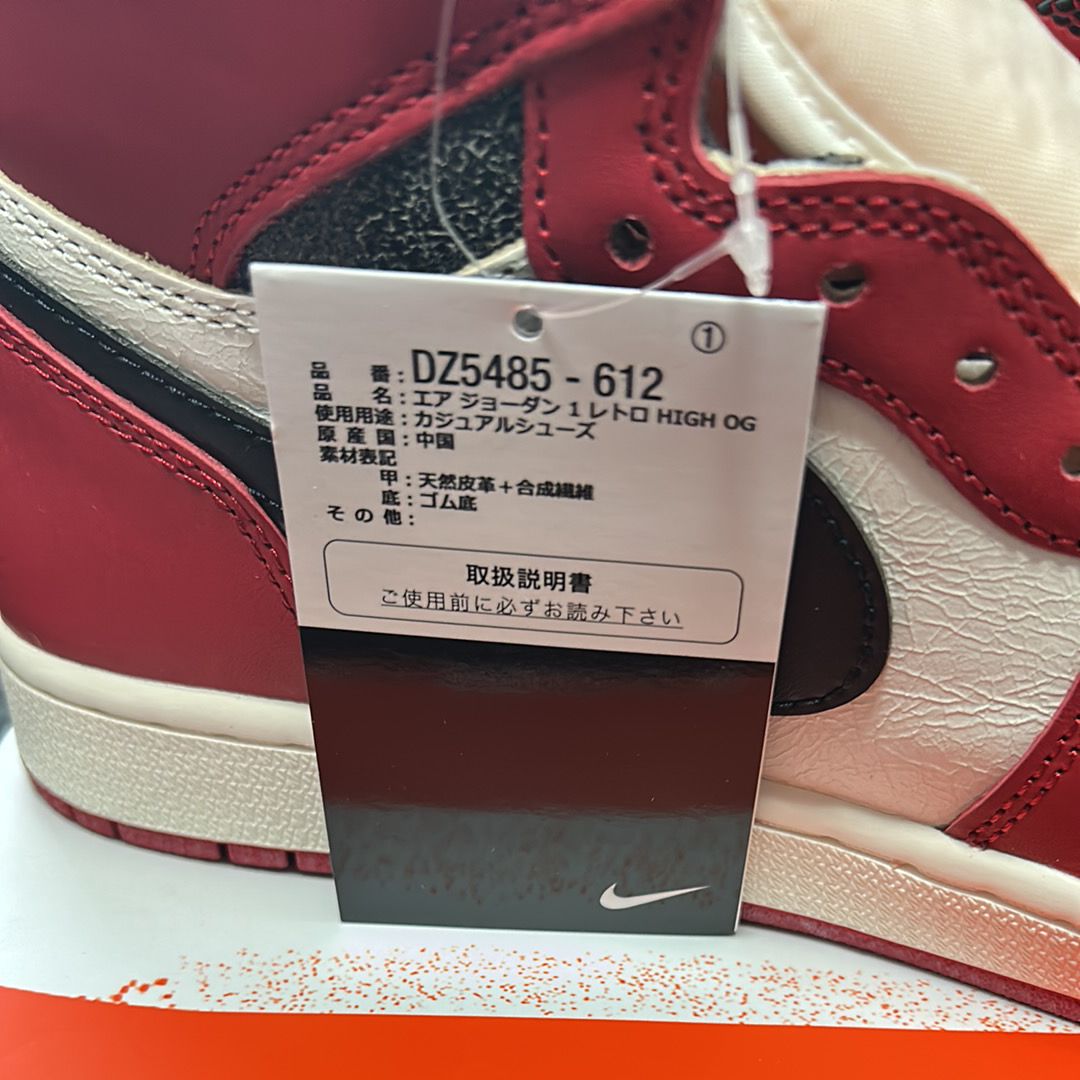 ①
品 番：DZ5485 - 612
品 名：エア ジョーダン 1 レトロ HIGH OG
使用用途：カジュアルシューズ
原 産 国：中国
素材表記
甲：天然皮革＋合成繊維
底：ゴム底
そ の 他：
取扱説明書
ご使用前に必ずお読み下さい